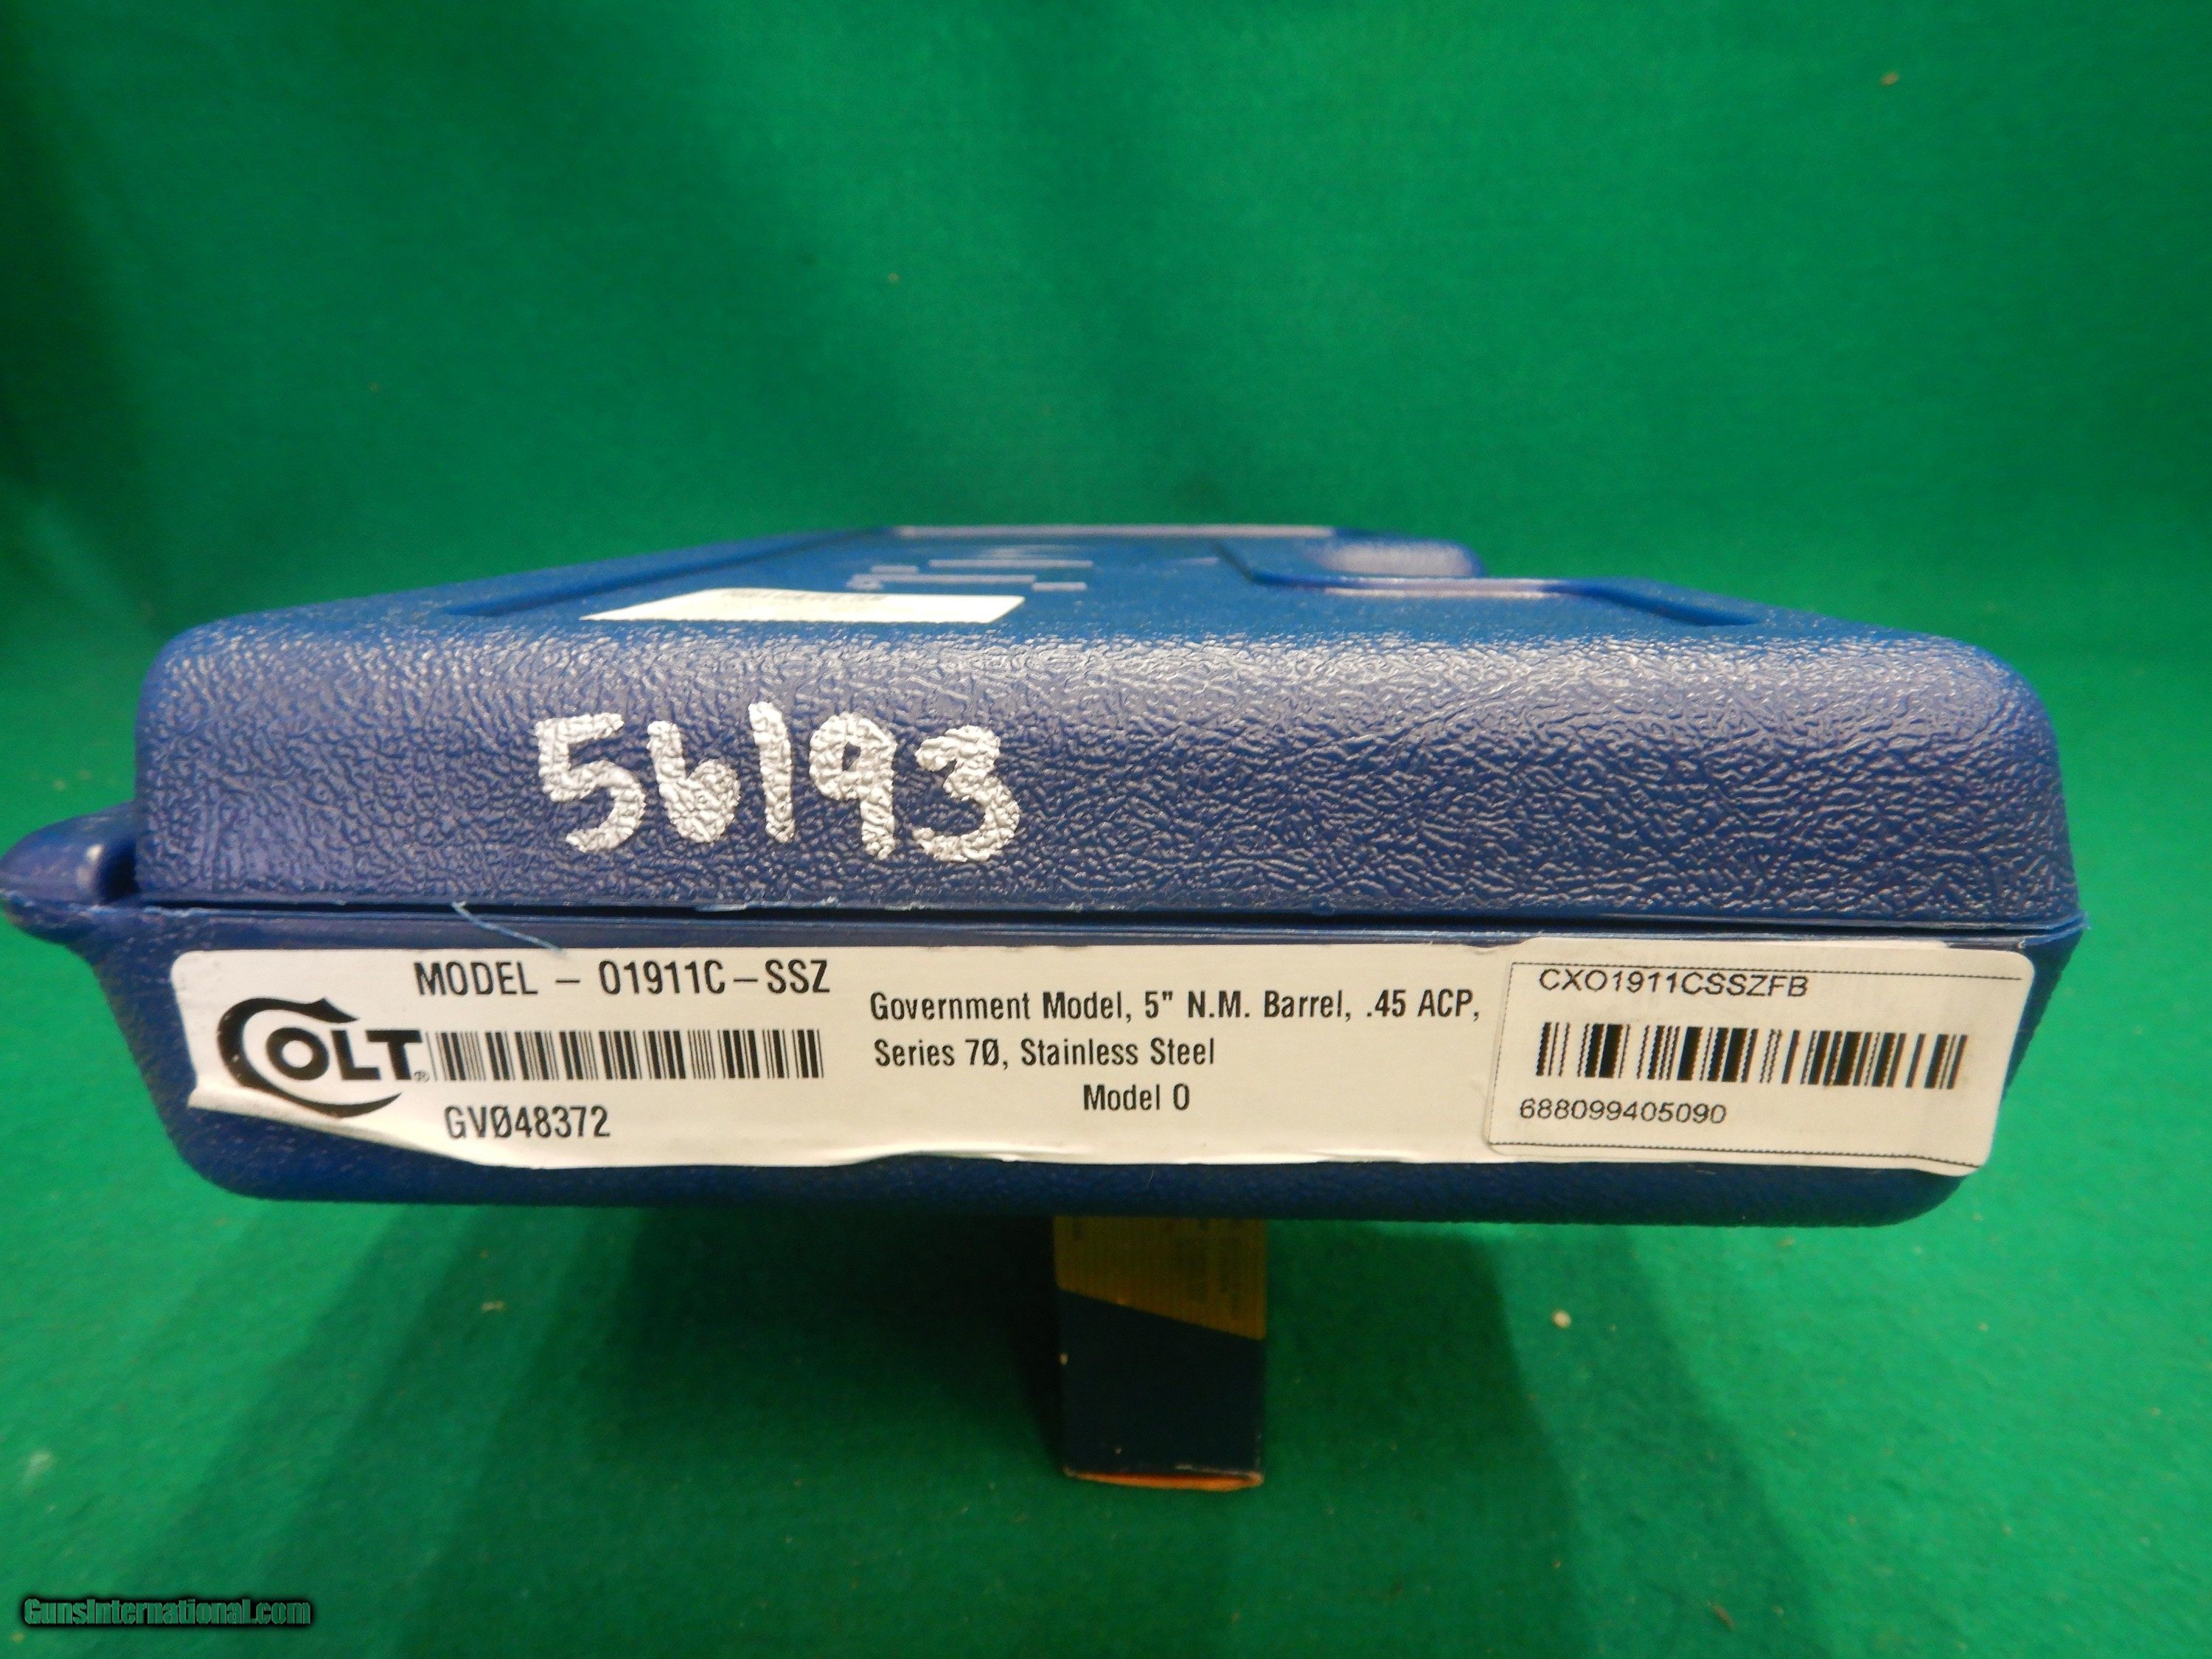 56193
MODEL – O1911C–SSZ
COLT®
GVØ48372
Government Model, 5" N.M. Barrel, .45 ACP,
Series 7Ø, Stainless Steel
Model O
CXO1911CSSZFB
688099405090
GunsInternational.com